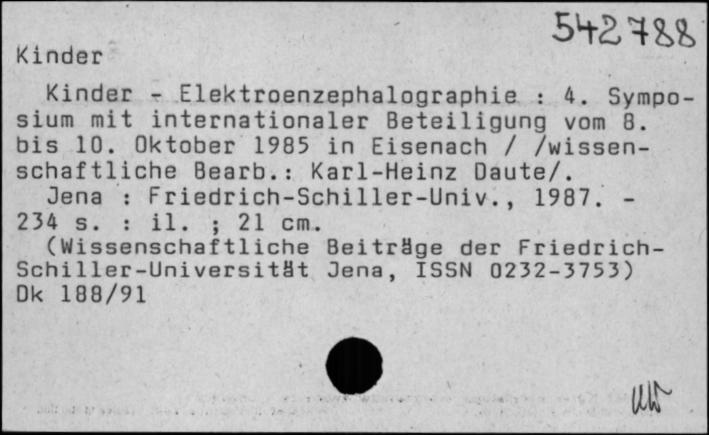 542788
Kinder
Kinder - Elektroenzephalographie : 4. Sympo-
sium mit internationaler Beteiligung vom 8.
bis 10. Oktober 1985 in Eisenach / /wissen-
schaftliche Bearb.: Karl-Heinz Daute/.
Jena : Friedrich-Schiller-Univ., 1987. -
234 s. : il. ; 21 cm.
(Wissenschaftliche Beiträge der Friedrich-
Schiller-Universität Jena, ISSN 0232-3753)
Dk 188/91